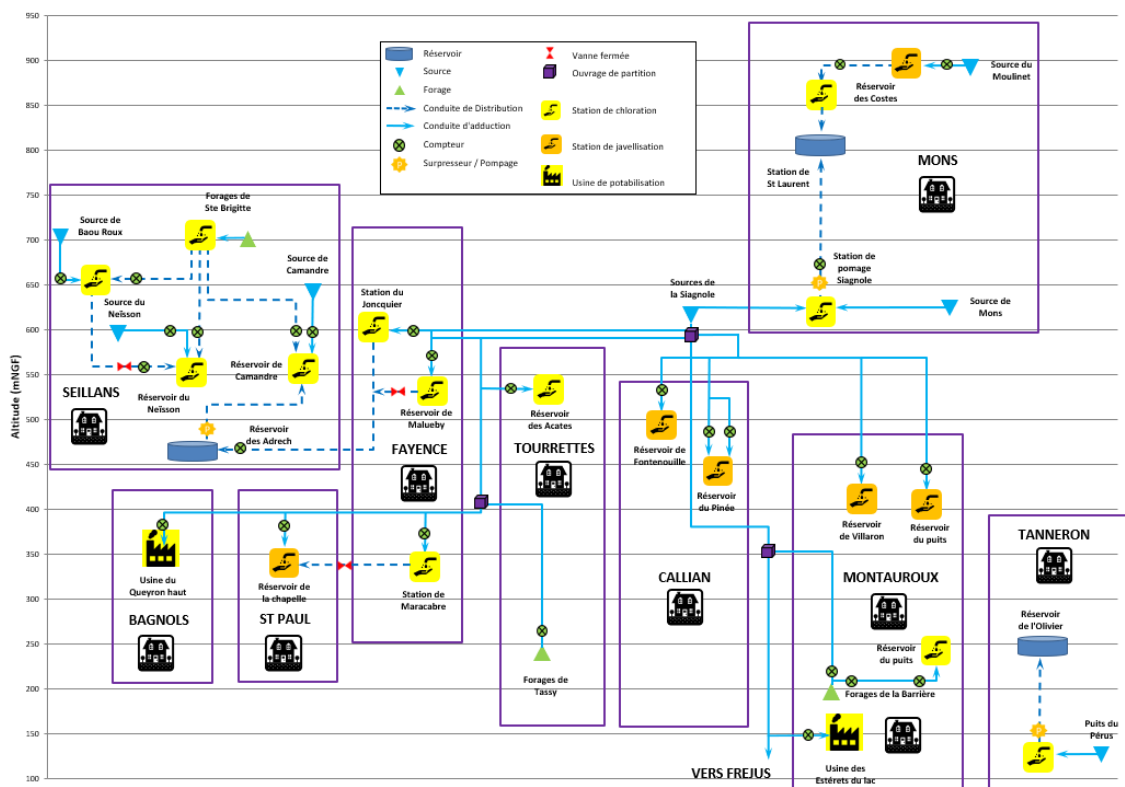 950
900
850
800
750
700
650
600
550
500
450
400
350
300
250
200
150
100
Altitude (mNGF)
Réservoir
Source
Forage
Conduite de Distribution
Conduite d'adduction
Compteur
P
Surpresseur / Pompage
Vanne fermée
Ouvrage de partition
Station de chloration
Station de javellisation
Usine de potabilisation
Source du
Moulinet
Réservoir
des Costes
Station de
St Laurent
MONS
Station de
pomage
Siagnole
P
Source de
Mons
Sources de
la Siagnole
Forages de
Ste Brigitte
Source de
Baou Roux
Source de
Camandre
Source du
Neïsson
Réservoir de
Camandre
Réservoir du
Neïsson
SEILLANS
P
Réservoir
des Adrech
Station du
Joncquier
Réservoir de
Malueby
FAYENCE
Réservoir
des Acates
TOURRETTES
Réservoir de
Fontenouille
Réservoir
du Pinée
Réservoir
de Villaron
Réservoir
du puits
Usine du
Queyron haut
BAGNOLS
Réservoir de
la chapelle
ST PAUL
Station de
Maracabre
Forages de
Tassy
CALLIAN
MONTAUROUX
Réservoir
du puits
Forages de la Barrière
Usine des
Estérets du lac
VERS FREJUS
TANNERON
Réservoir
de l'Olivier
P
Puits du
Pérus